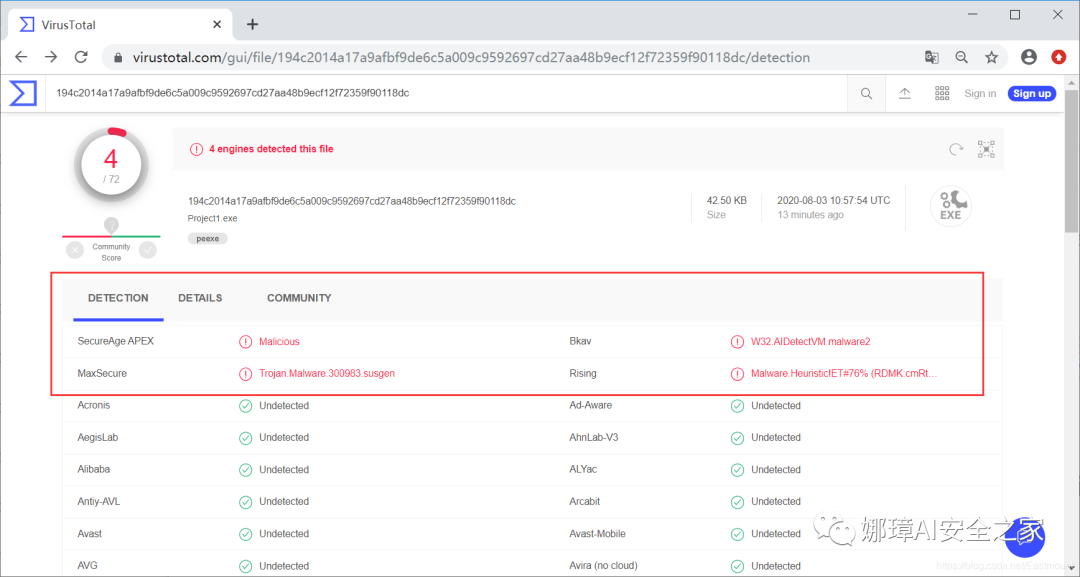 VirusTotal
virustotal.com/gui/file/194c2014a17a9afbf9de6c5a009c9592697cd27aa48b9ecf12f72359f90118dc/detection
194c2014a17a9afbf9de6c5a009c9592697cd27aa48b9ecf12f72359f90118dc
Sign in
Sign up
4
/ 72
4 engines detected this file
194c2014a17a9afbf9de6c5a009c9592697cd27aa48b9ecf12f72359f90118dc
Project1.exe
peexe
42.50 KB
Size
2020-08-03 10:57:54 UTC
13 minutes ago
EXE
?
Community
Score
DETECTION DETAILS COMMUNITY
SecureAge APEX Malicious Bkav W32.AIDetectVM.malware2
MaxSecure Trojan.Malware.300983.susgen Rising Malware.Heuristic!ET#76% (RDMK:cmRt...
Acronis Undetected Ad-Aware Undetected
AegisLab Undetected AhnLab-V3 Undetected
Alibaba Undetected ALYac Undetected
Antiy-AVL Undetected Arcabit Undetected
Avast Undetected Avast-Mobile Undetected
AVG Undetected Avira (no cloud) Undetected
娜璋AI安全之家